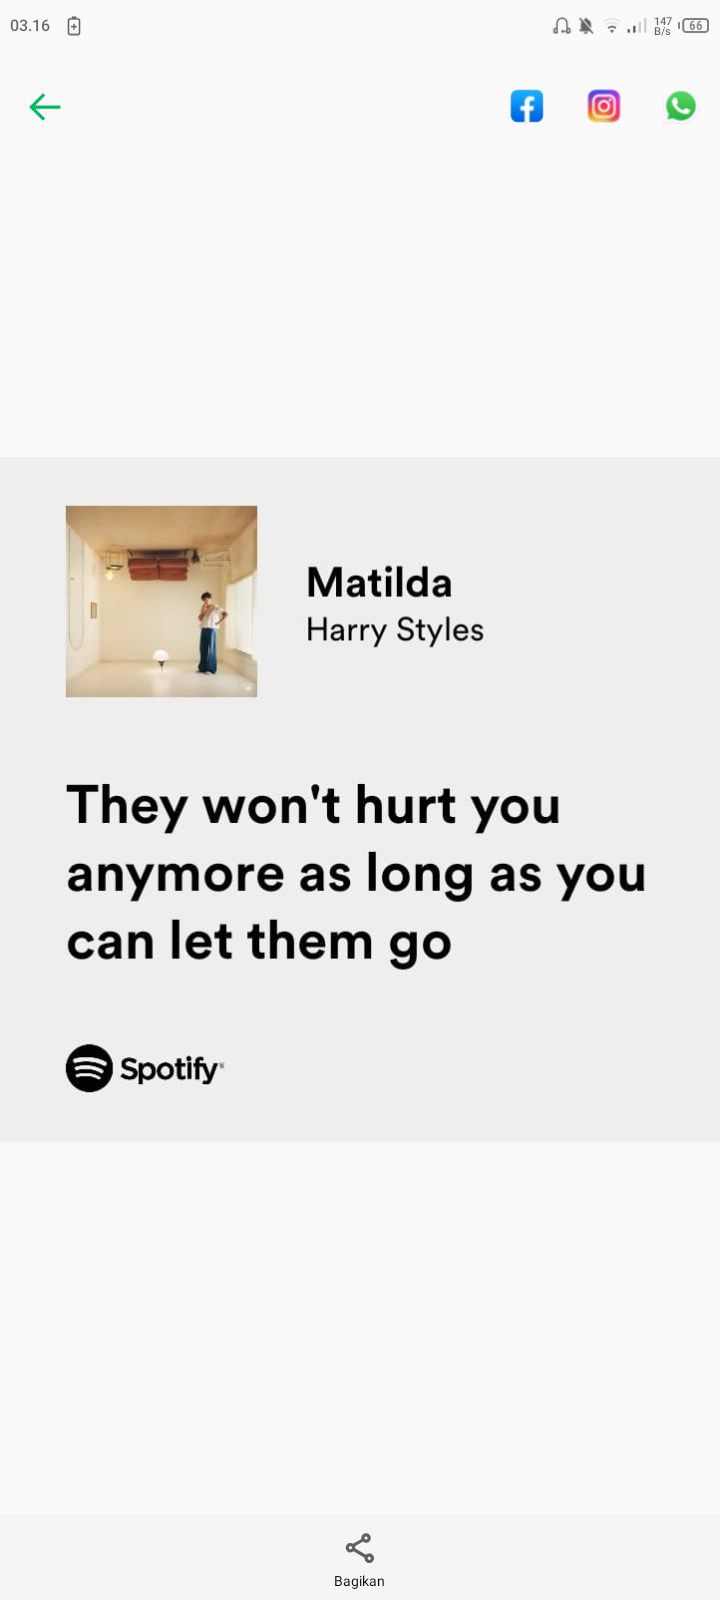 03.16
147
B/s
66
Matilda
Harry Styles
They won't hurt you
anymore as long as you
can let them go
Spotify
Bagikan